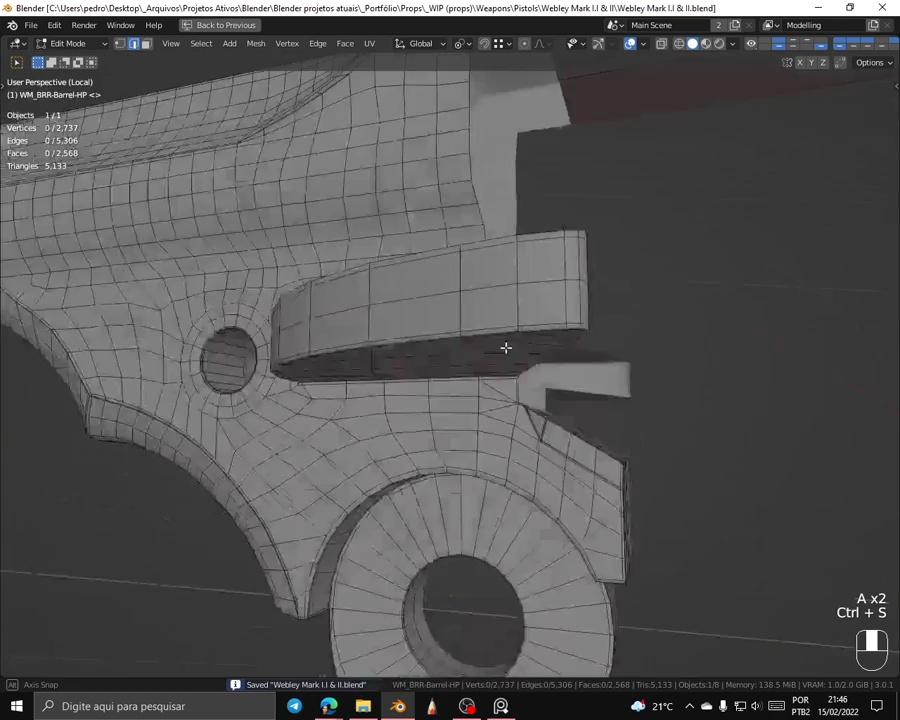 Blender [C:\Users\pedro\Desktop\_Arquivos\Projetos Ativos\Blender\Blender projetos atuais\_Portfólio\Props\_WIP (props)\Weapons\Pistols\Webley Mark I.I & II\Webley Mark I.I & II.blend]
File Edit Render Window Help Back to Previous Main Scene 2 Modelling
Edit Mode View Select Add Mesh Vertex Edge Face UV Global
X Y Z Options
User Perspective (Local)
(1) WM_BRR-Barrel-HP <>
Objects 1/1
Vertices 0/2,737
Edges 0/5,306
Faces 0/2,568
Triangles 5,133
A x2
Ctrl + S
Alt Axis Snap Saved "Webley Mark I.I & II.blend" WM_BRR-Barrel-HP | Verts:0/2,737 | Edges:0/5,306 | Faces:0/2,568 | Tris:5,133 | Objects:1/8 | Memory: 138.5 MiB | VRAM: 1.0/2.0 GiB | 3.0.1
Digite aqui para pesquisar 21°C POR 21:46
PTB2 15/02/2022